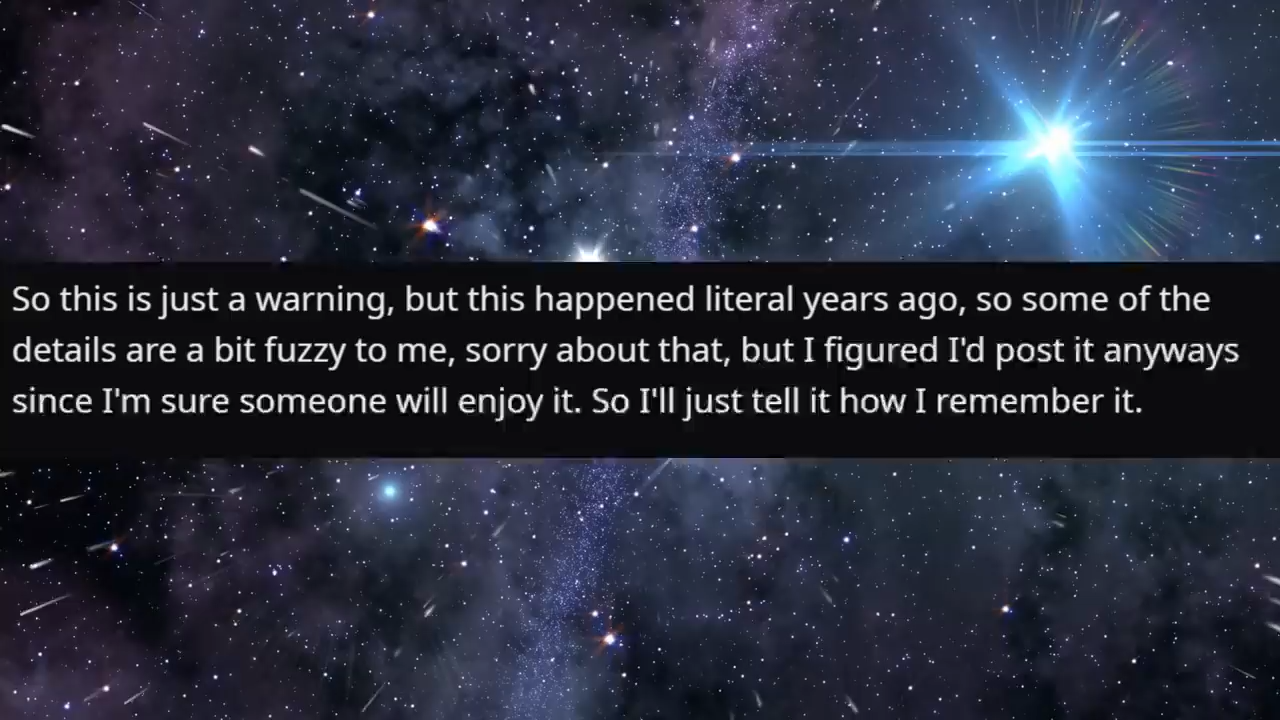 So this is just a warning, but this happened literal years ago, so some of the
details are a bit fuzzy to me, sorry about that, but I figured I'd post it anyways
since I'm sure someone will enjoy it. So I'll just tell it how I remember it.